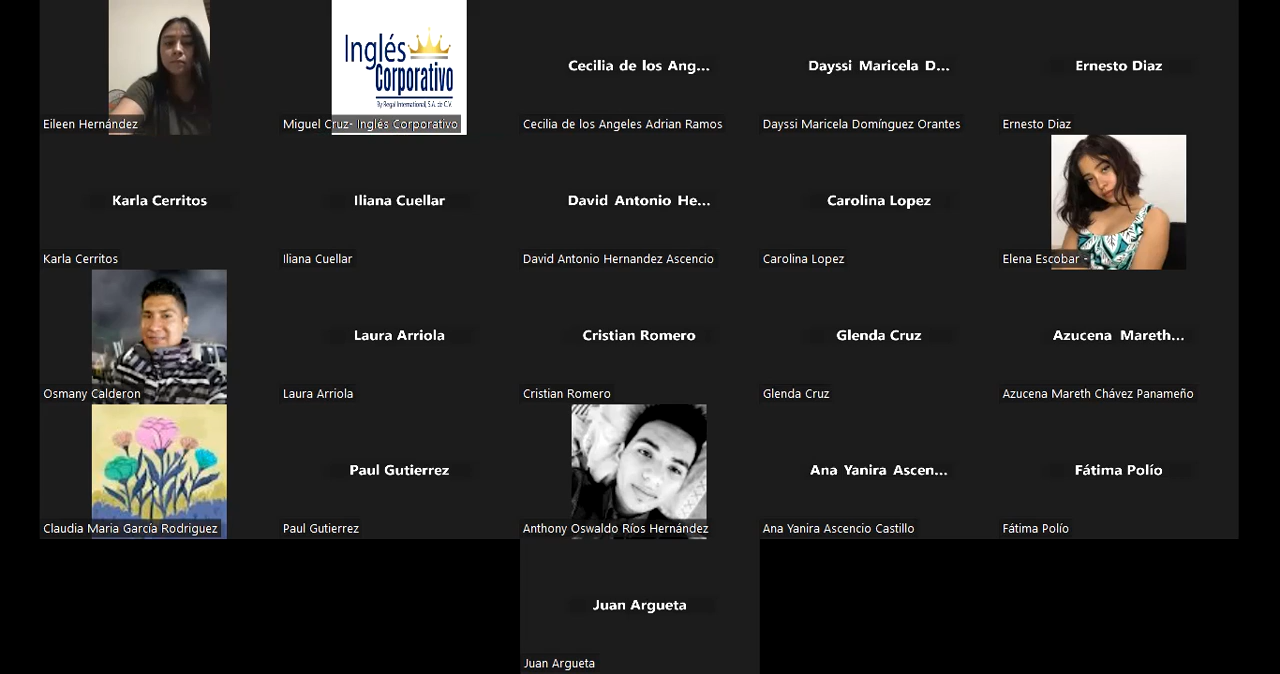 Inglés
Corporativo
By Regal International, S.A. de C.V.
Cecilia de los Ang...
Dayssi Maricela D...
Ernesto Diaz
Eileen Hernández
Miguel Cruz- Inglés Corporativo
Cecilia de los Angeles Adrian Ramos
Dayssi Maricela Domínguez Orantes
Ernesto Diaz
Karla Cerritos
Iliana Cuellar
David Antonio He...
Carolina Lopez
Karla Cerritos
Iliana Cuellar
David Antonio Hernandez Ascencio
Carolina Lopez
Elena Escobar -
Laura Arriola
Cristian Romero
Glenda Cruz
Azucena Mareth...
Osmany Calderon
Laura Arriola
Cristian Romero
Glenda Cruz
Azucena Mareth Chávez Panameño
Paul Gutierrez
Ana Yanira Ascen...
Fátima Polío
Claudia Maria García Rodriguez
Paul Gutierrez
Anthony Oswaldo Ríos Hernández
Ana Yanira Ascencio Castillo
Fátima Polío
Juan Argueta
Juan Argueta